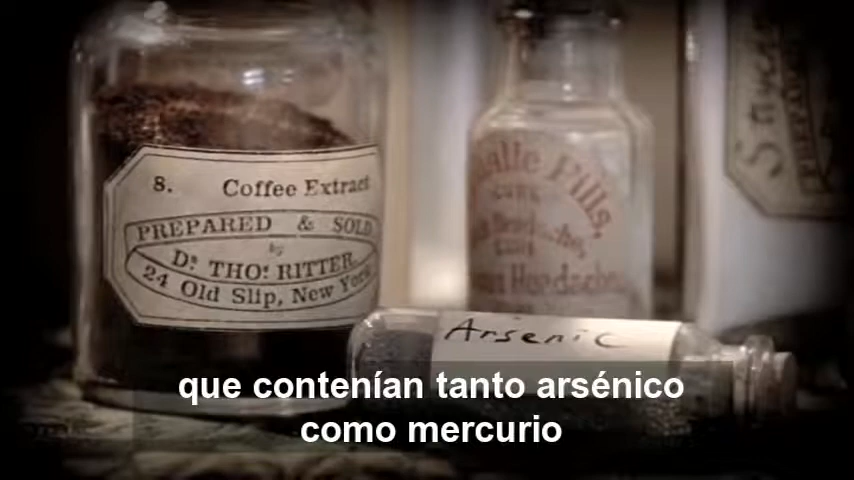 8. Coffee Extract
PREPARED & SOLD
by
Dr. THO: RITTER
24 Old Slip, New York
Pills,
Headache,
Arsenic
que contenían tanto arsénico
como mercurio